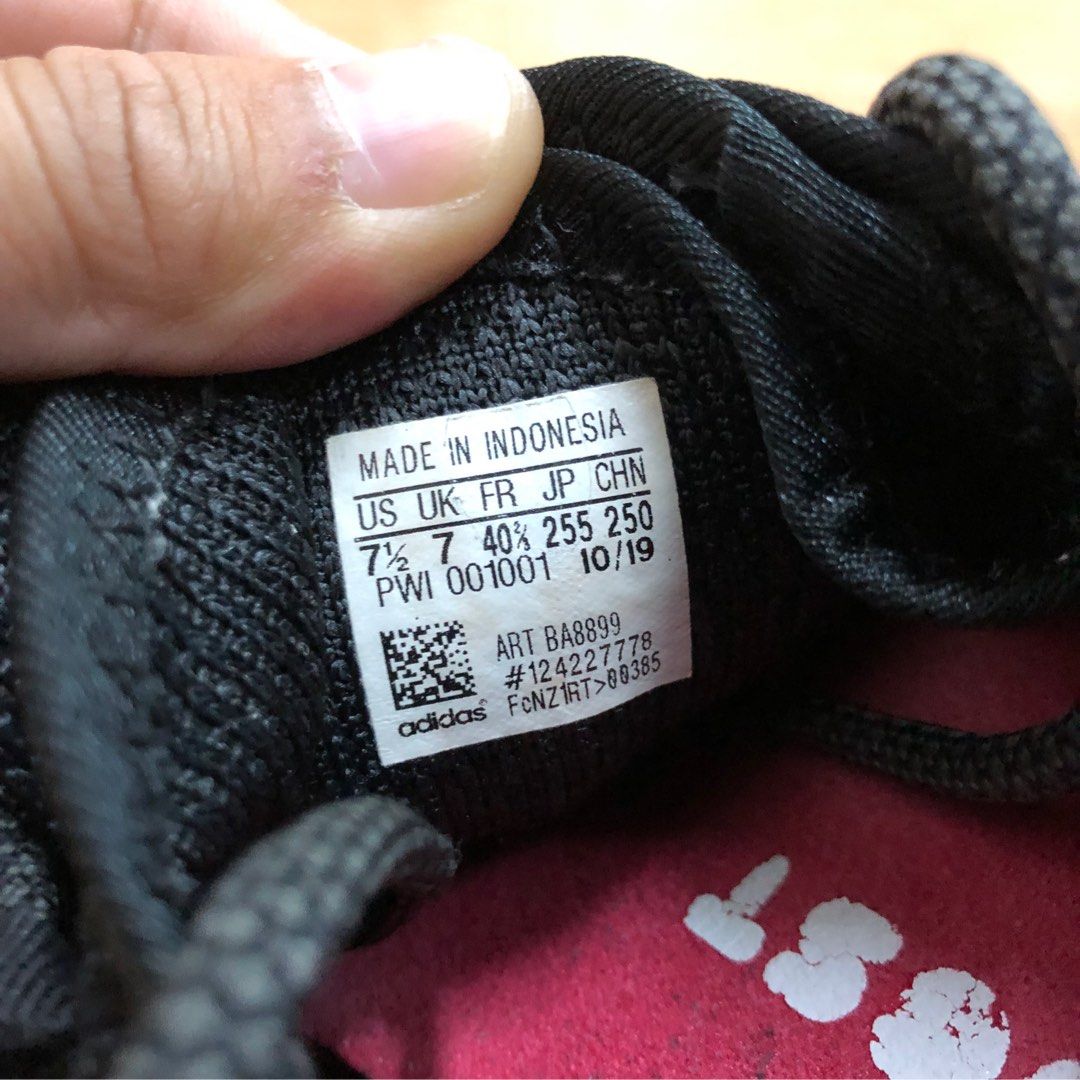 MADE IN INDONESIA
US UK FR JP CHN
7½ 7 40⅔ 255 250
PWI 001001 10/19
ART BA8899
#124227778
FcNZ1RT>00385
adidas